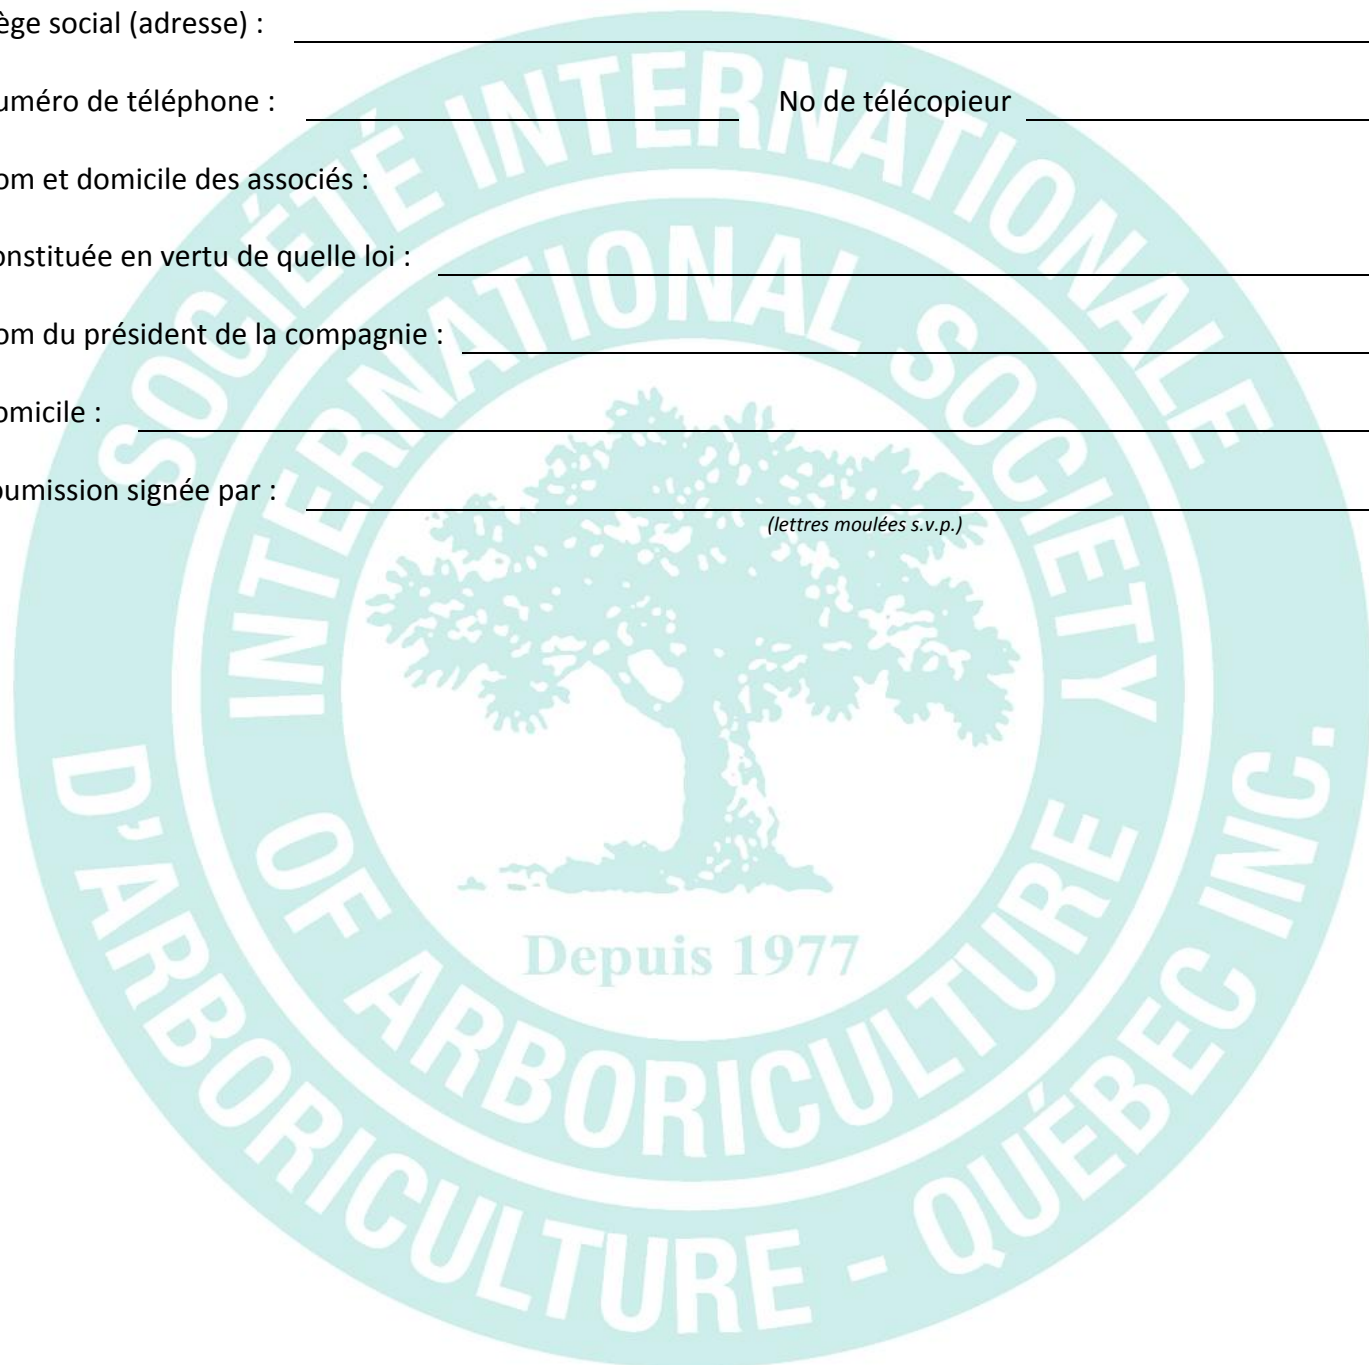 ège social (adresse) :
uméro de téléphone : No de télécopieur
om et domicile des associés :
onstituée en vertu de quelle loi :
om du président de la compagnie :
omicile :
oumission signée par :
(lettres moulées s.v.p.)
SOCIÉTÉ INTERNATIONALE
D'ARBORICULTURE - QUÉBEC INC.
INTERNATIONAL SOCIETY
OF ARBORICULTURE
Depuis 1977